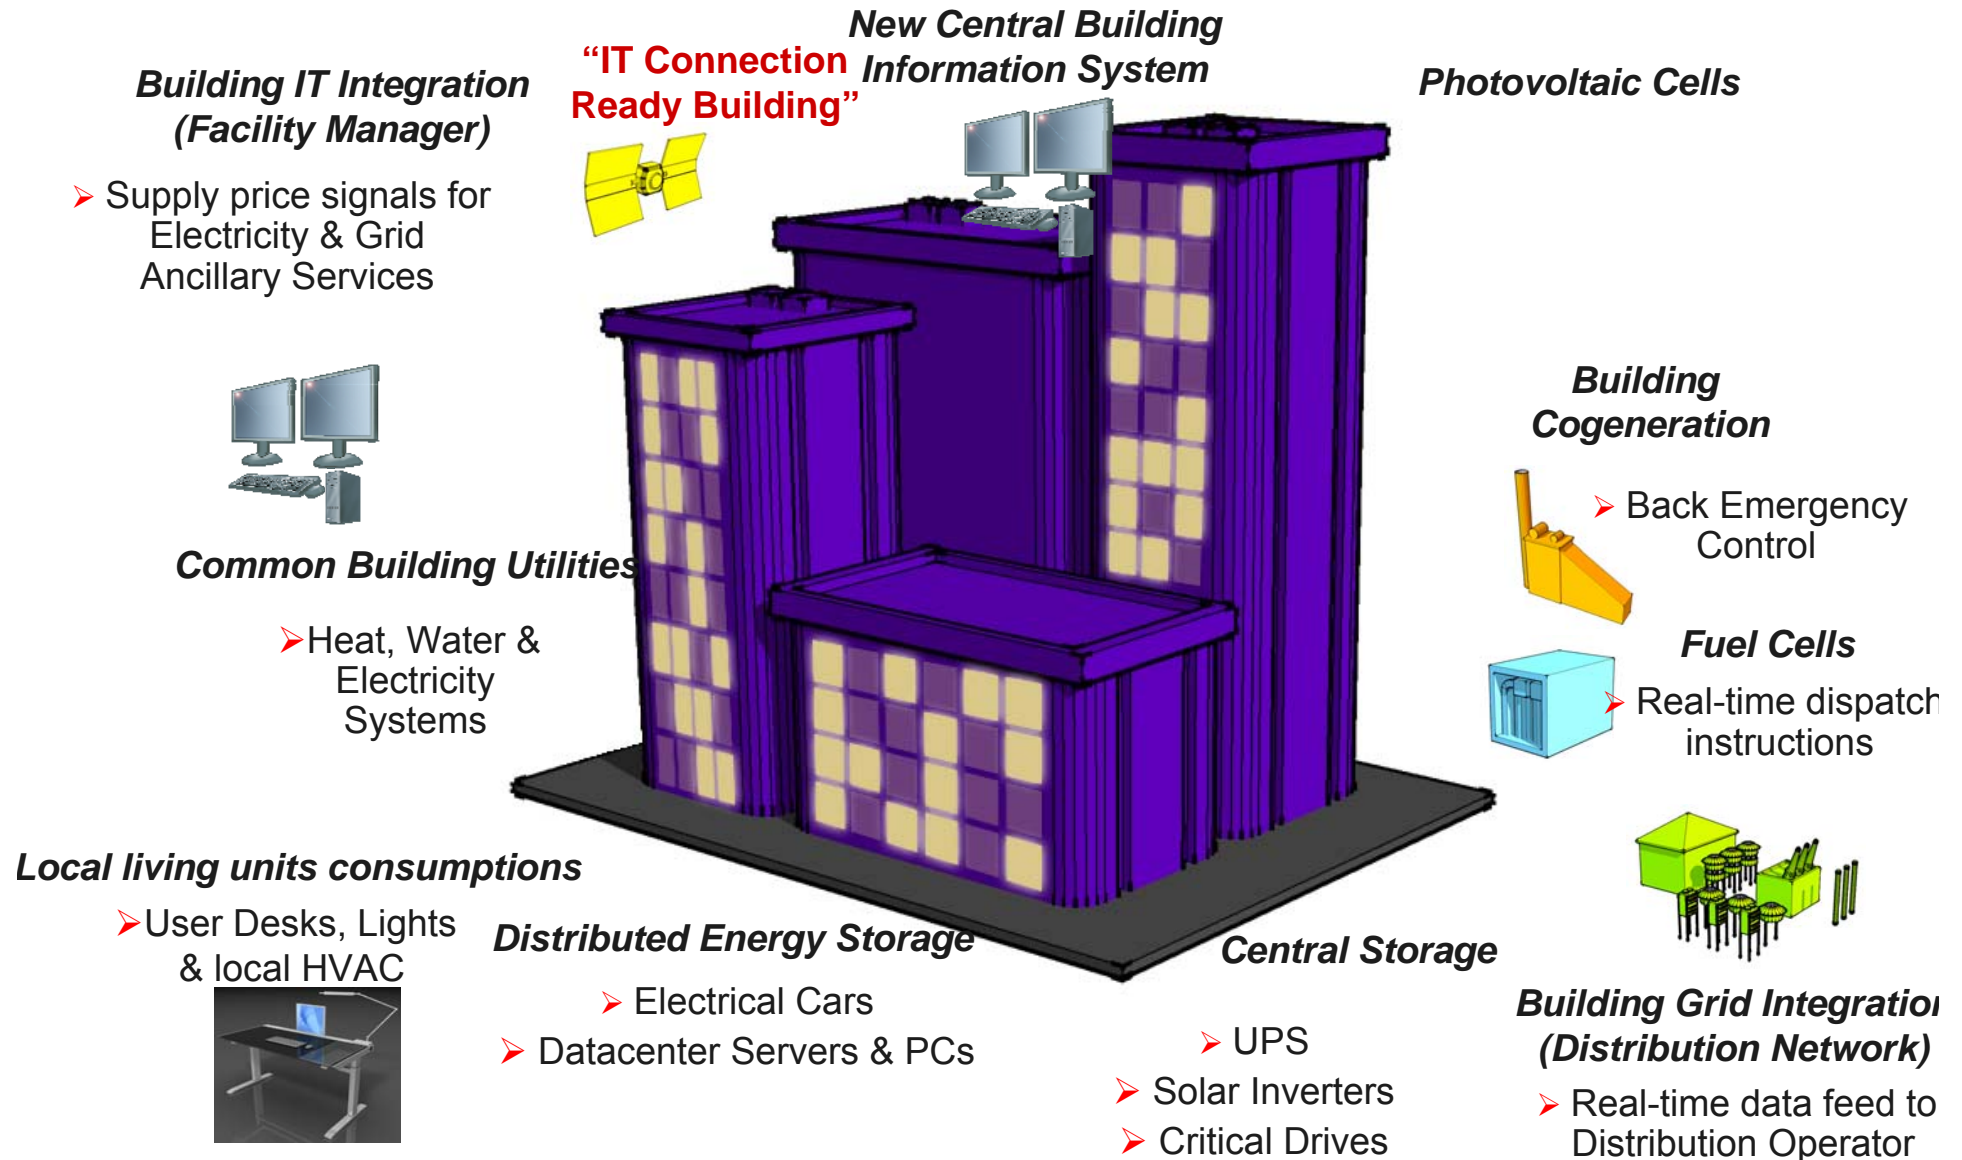 New Central Building
Information System
“IT Connection
Ready Building”
Building IT Integration
(Facility Manager)
Photovoltaic Cells
➢ Supply price signals for
Electricity & Grid
Ancillary Services
Building
Cogeneration
➢ Back Emergency
Control
Common Building Utilities
➢Heat, Water &
Electricity
Systems
Fuel Cells
➢ Real-time dispatch
instructions
Local living units consumptions
➢User Desks, Lights
& local HVAC
Distributed Energy Storage
➢ Electrical Cars
➢ Datacenter Servers & PCs
Central Storage
➢ UPS
➢ Solar Inverters
➢ Critical Drives
Building Grid Integration
(Distribution Network)
➢ Real-time data feed to
Distribution Operator